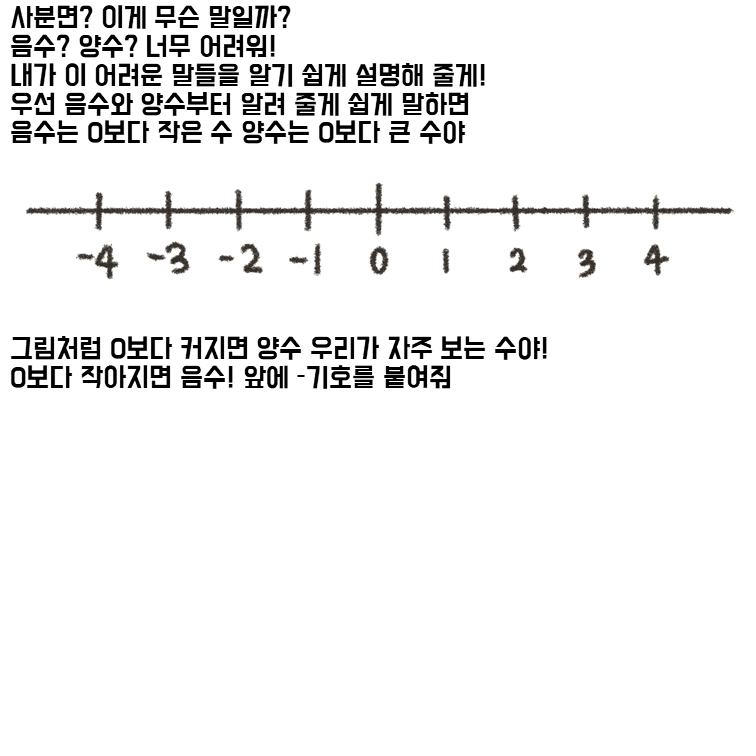 사분면? 이게 무슨 말일까?
음수? 양수? 너무 어려워!
내가 이 어려운 말들을 알기 쉽게 설명해 줄게!
우선 음수와 양수부터 알려 줄게 쉽게 말하면
음수는 0보다 작은 수 양수는 0보다 큰 수야
-4 -3 -2 -1 0 1 2 3 4
그림처럼 0보다 커지면 양수 우리가 자주 보는 수야!
0보다 작아지면 음수! 앞에 -기호를 붙여줘